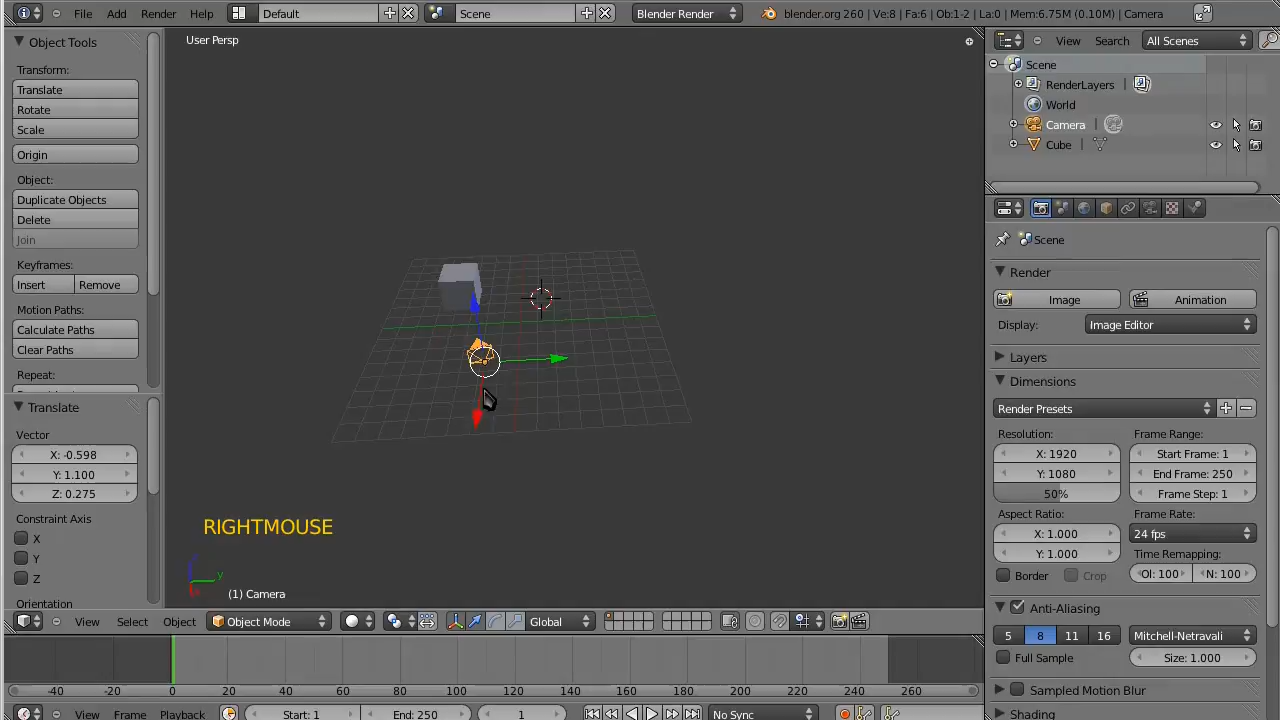 File Add Render Help Default Scene Blender Render blender.org 260 | Ve:8 | Fa:6 | Ob:1-2 | La:0 | Mem:6.75M (0.10M) | Camera
Object Tools
Transform:
Translate
Rotate
Scale
Origin
Object:
Duplicate Objects
Delete
Join
Keyframes:
Insert Remove
Motion Paths:
Calculate Paths
Clear Paths
Repeat:
Translate
Vector
X: -0.598
Y: 1.100
Z: 0.275
Constraint Axis
X
Y
Z
Orientation
User Persp
RIGHTMOUSE
z
y
(1) Camera
View Select Object Object Mode Global
-40 -20 0 20 40 60 80 100 120 140 160 180 200 220 240 260
View Frame Playback Start: 1 End: 250 1 No Sync
View Search All Scenes
Scene
RenderLayers |
World
Camera |
Cube |
Scene
Render
Image Animation
Display: Image Editor
Layers
Dimensions
Render Presets
Resolution: Frame Range:
X: 1920 Start Frame: 1
Y: 1080 End Frame: 250
50% Frame Step: 1
Aspect Ratio: Frame Rate:
X: 1.000 24 fps
Y: 1.000 Time Remapping:
Border Crop Ol: 100 N: 100
Anti-Aliasing
5 8 11 16 Mitchell-Netravali
Full Sample Size: 1.000
Sampled Motion Blur
Shading